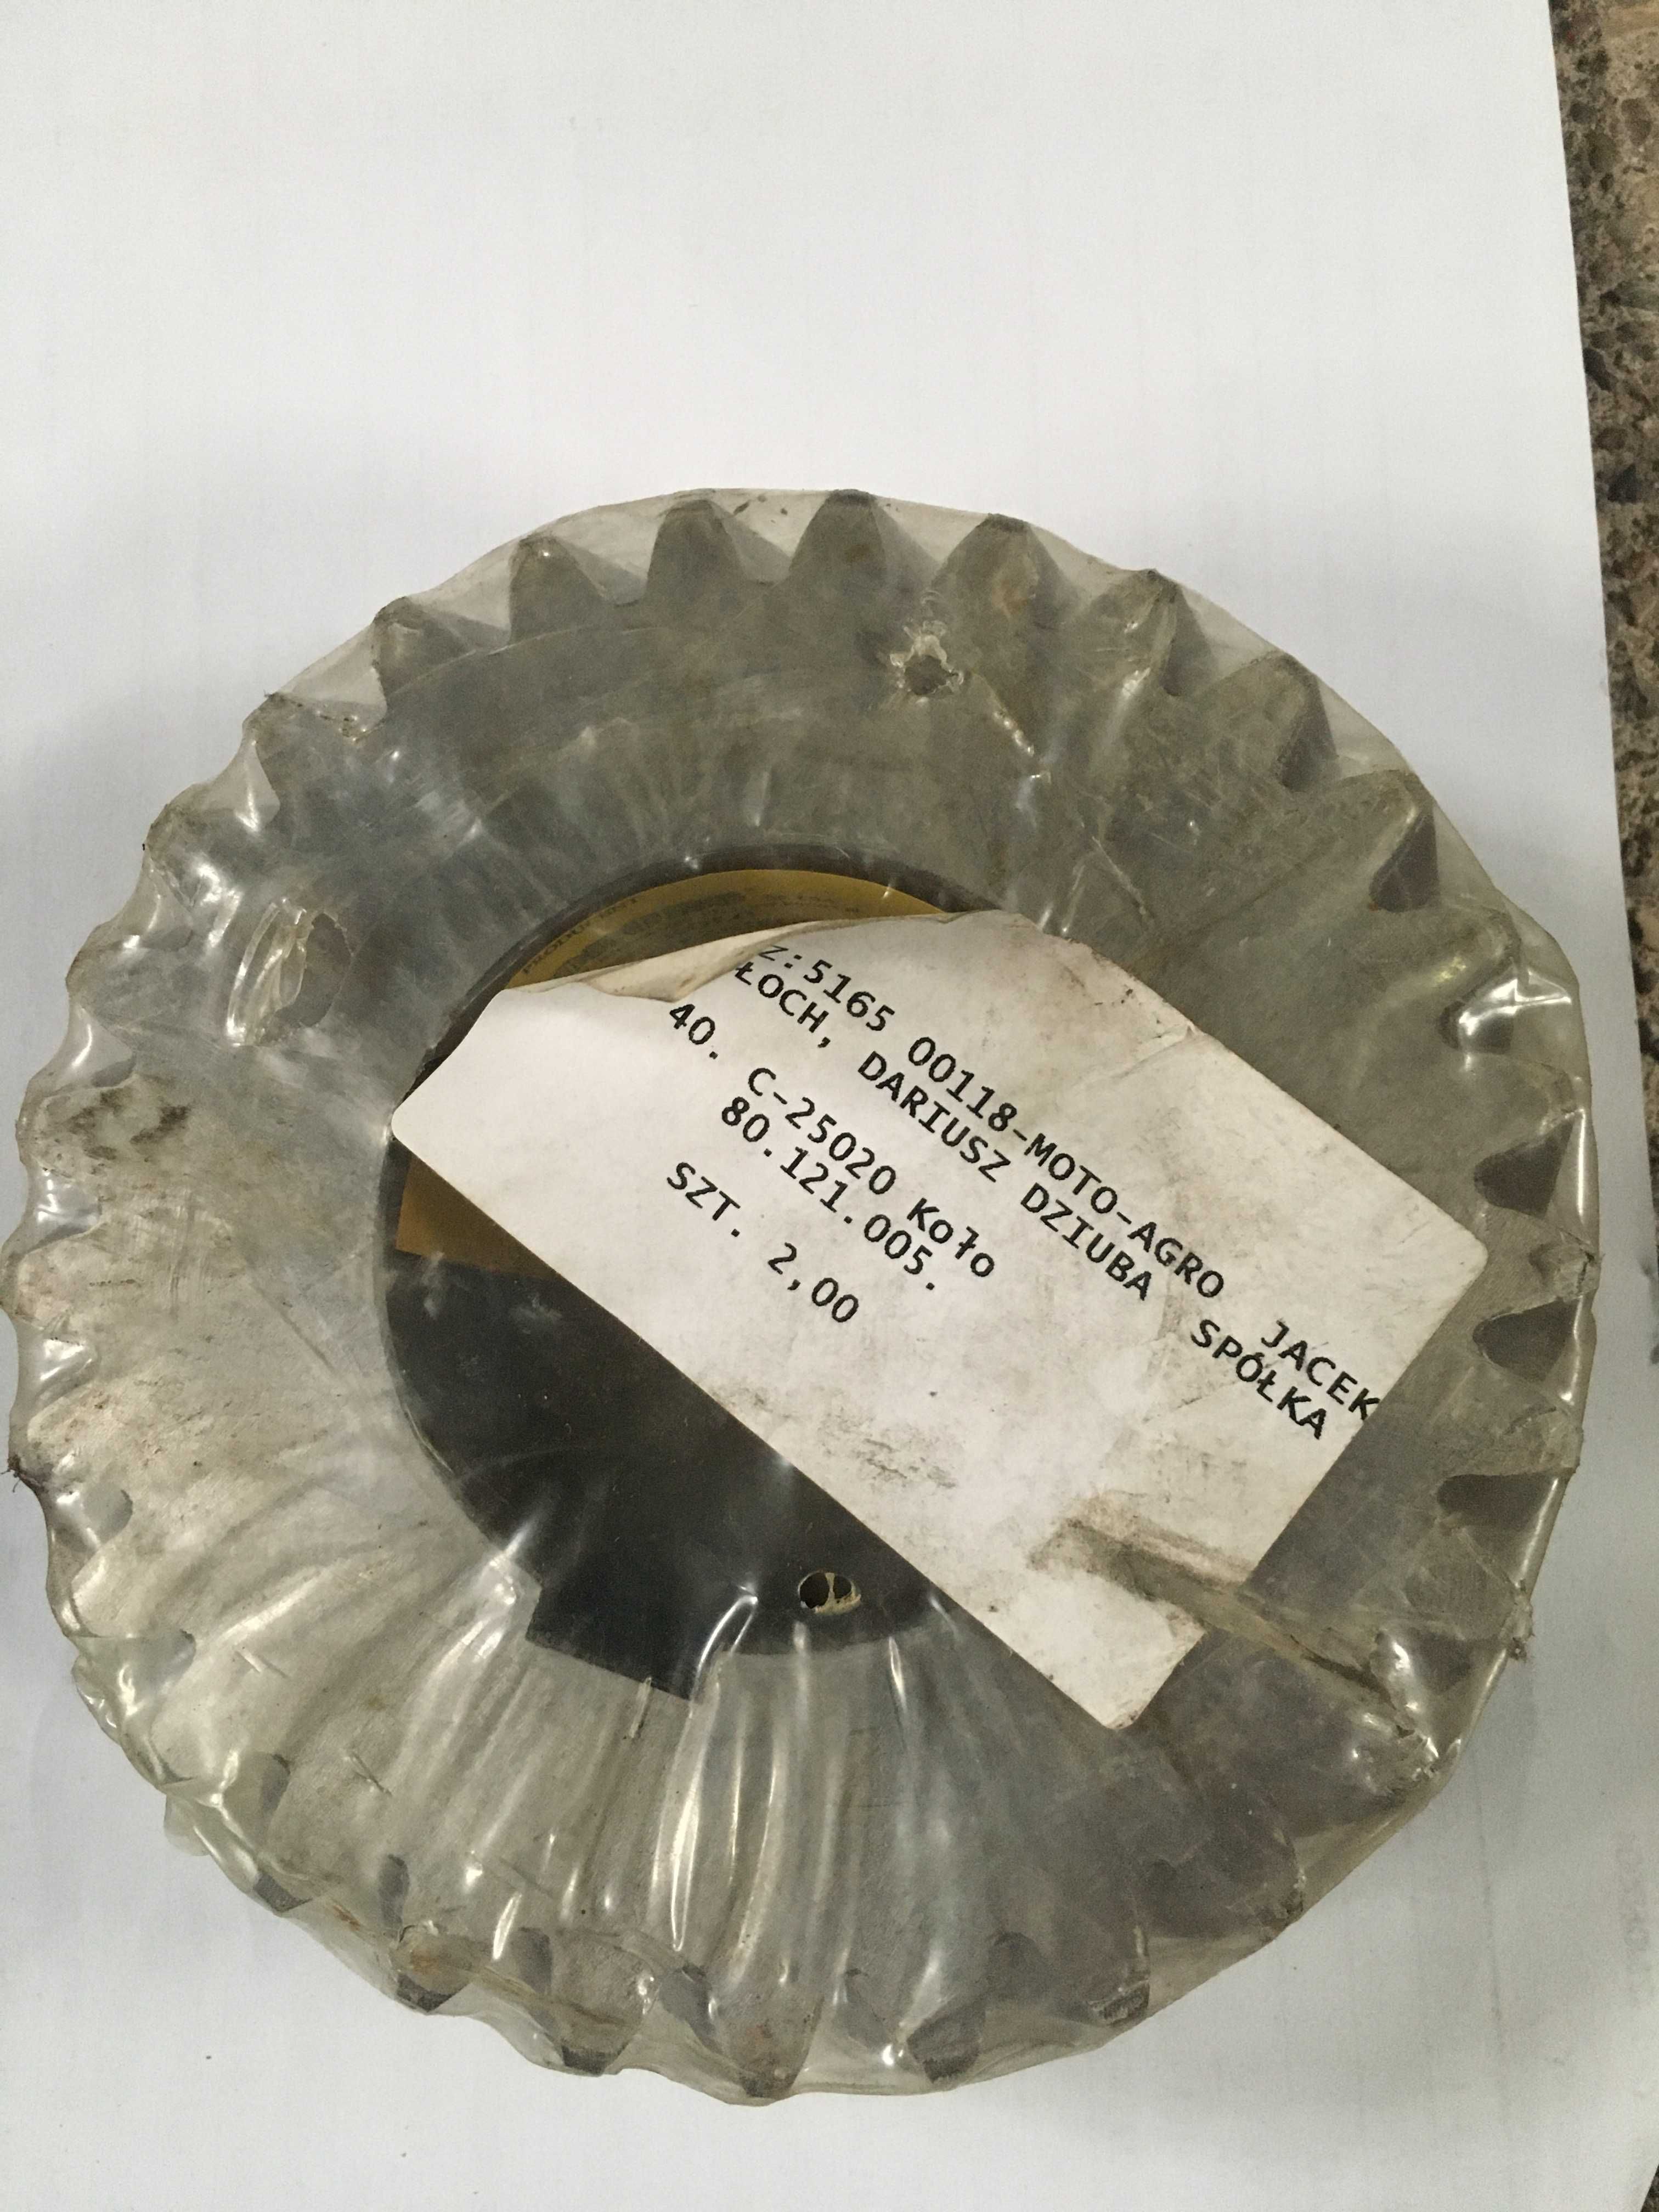 Z:5165 00118-MOTO-AGRO JACEK
ŁOCH, DARIUSZ DZIUBA SPÓŁKA
40. C-25020 Koło
80.121.005.
SZT. 2,00